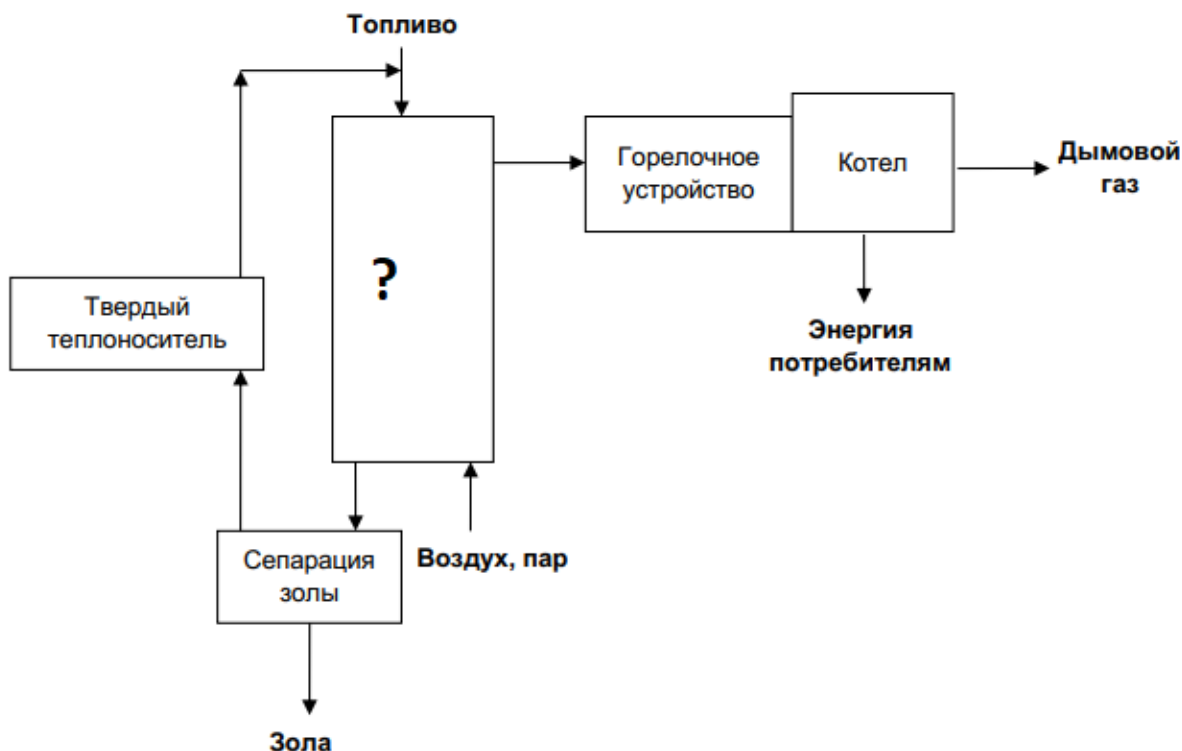 Топливо
Горелочное
устройство
Котел
Дымовой
газ
?
Твердый
теплоноситель
Энергия
потребителям
Сепарация
золы
Воздух, пар
Зола